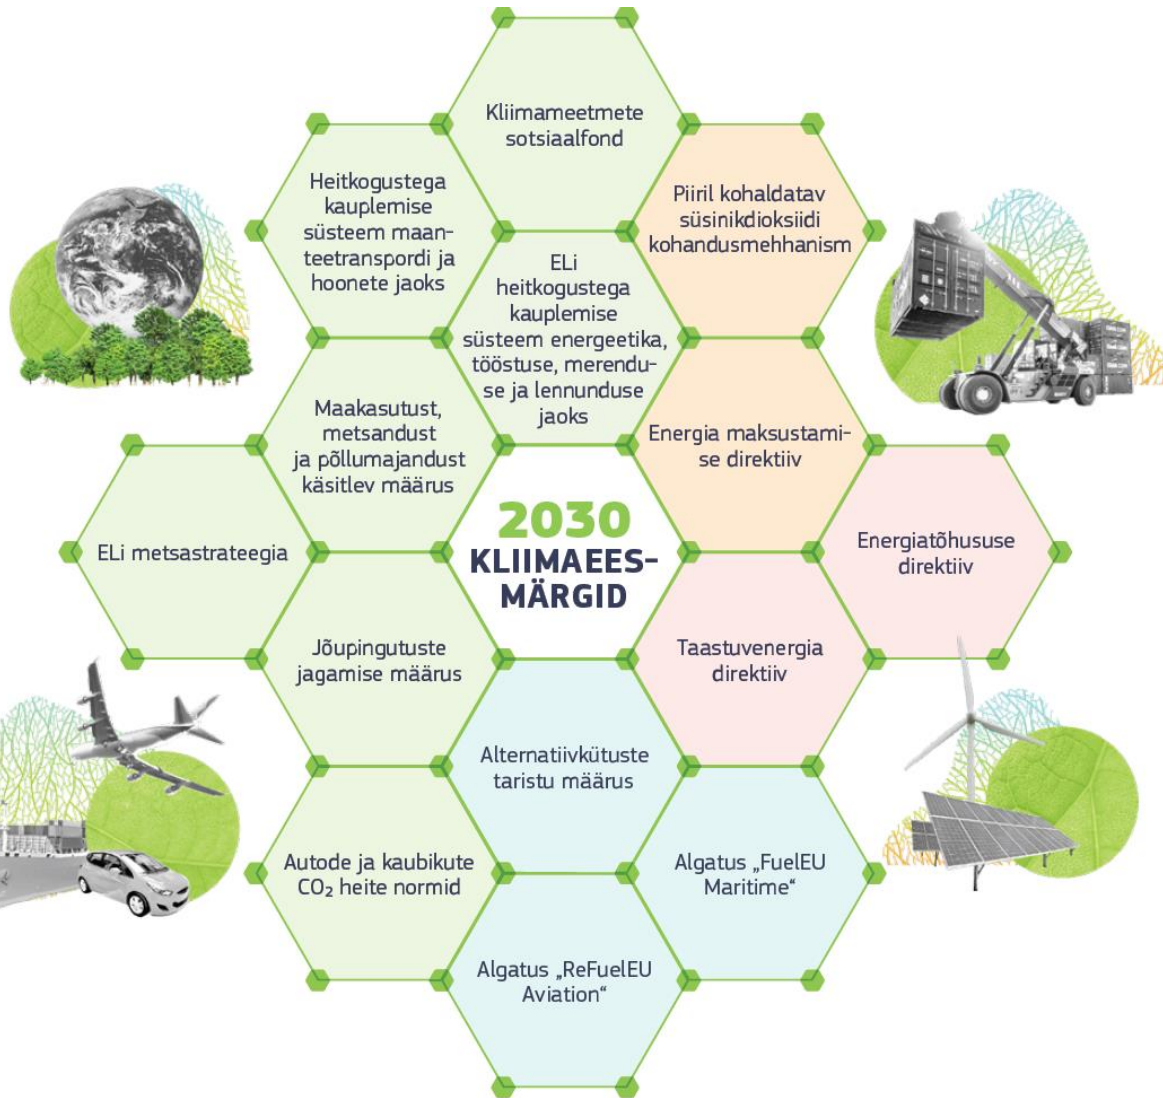 Kliimameetmete
sotsiaalfond
Heitkogustega
kauplemise
süsteem maan-
teetranspordi ja
hoonete jaoks
Piiril kohaldatav
süsinikdioksiidi
kohandusmehhanism
ELi
heitkogustega
kauplemise
süsteem energeetika,
tööstuse, merendu-
se ja lennunduse
jaoks
Maakasutust,
metsandust
ja põllumajandust
käsitlev määrus
Energia maksustami-
se direktiiv
ELi metsastrateegia
2030
KLIIMAEES-
MÄRGID
Energiatõhususe
direktiiv
Jõupingutuste
jagamise määrus
Taastuvenergia
direktiiv
Alternatiivkütuste
taristu määrus
Autode ja kaubikute
CO₂ heite normid
Algatus „FuelEU
Maritime“
Algatus „ReFuelEU
Aviation“